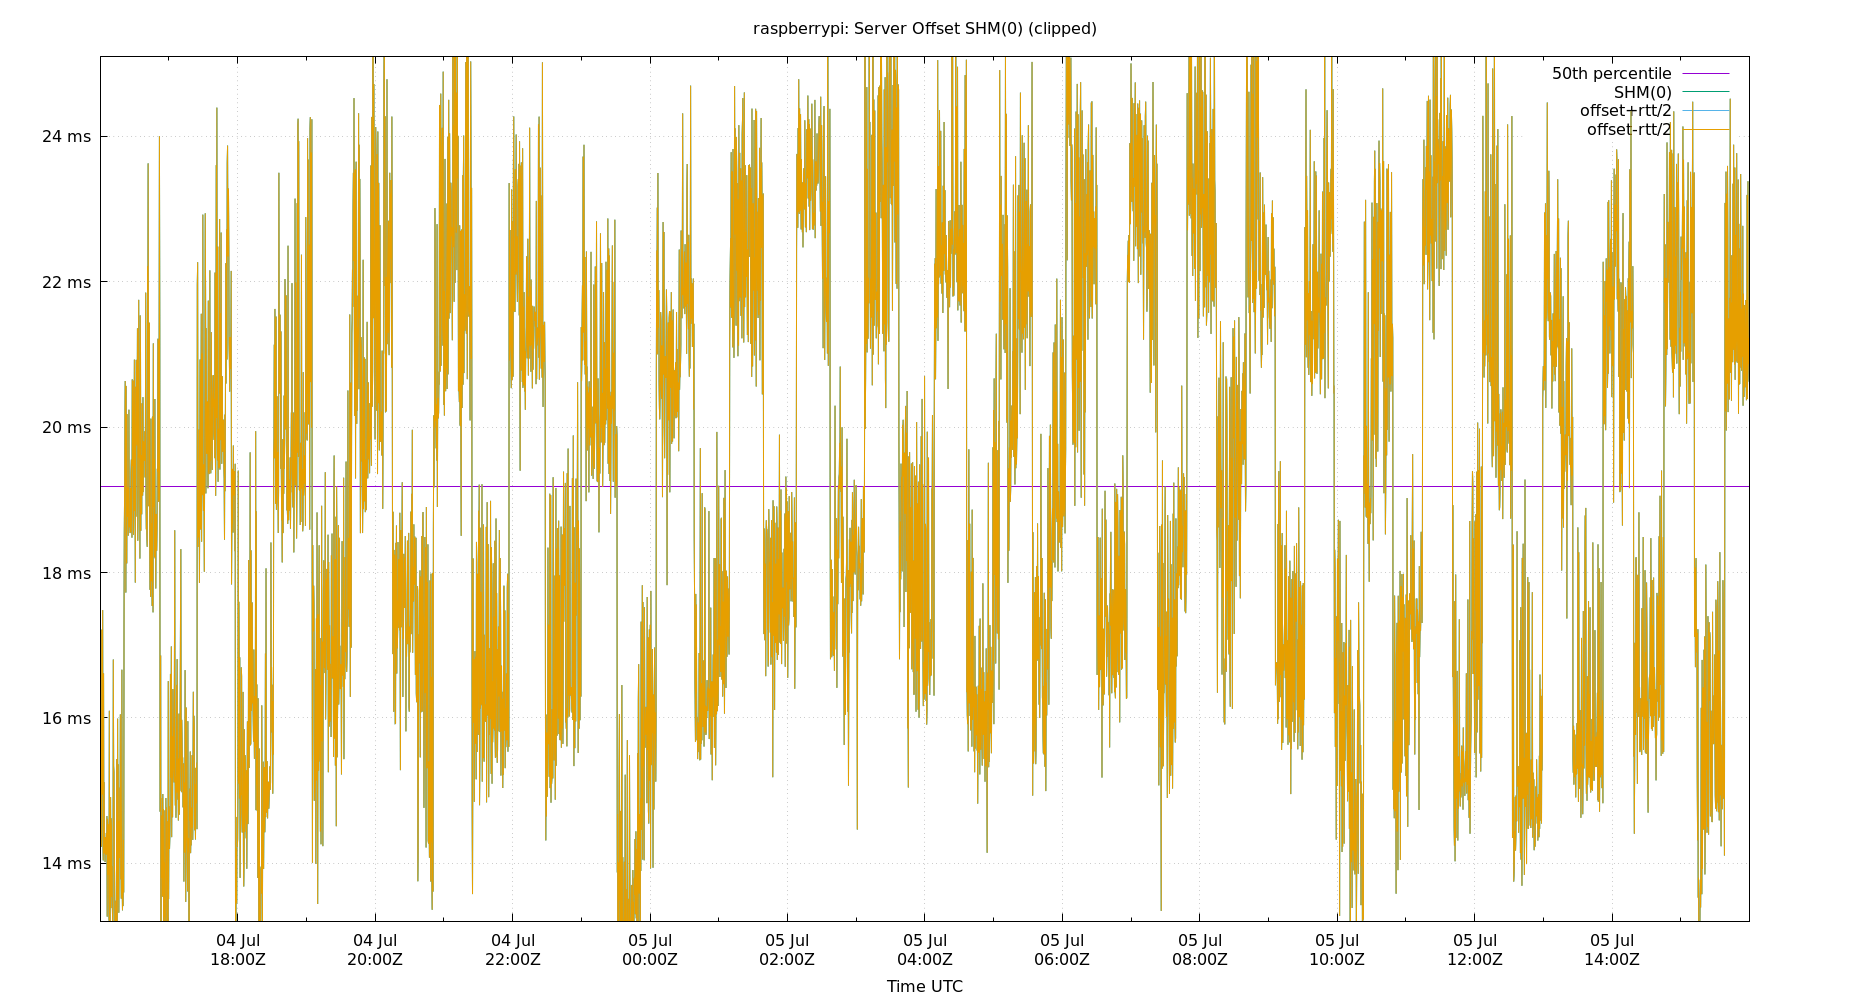 raspberrypi: Server Offset SHM(0) (clipped)
50th percentile
SHM(0)
offset+rtt/2
offset-rtt/2
24 ms
22 ms
20 ms
18 ms
16 ms
14 ms
04 Jul 04 Jul 04 Jul 05 Jul 05 Jul 05 Jul 05 Jul 05 Jul 05 Jul 05 Jul 05 Jul
18:00Z 20:00Z 22:00Z 00:00Z 02:00Z 04:00Z 06:00Z 08:00Z 10:00Z 12:00Z 14:00Z
Time UTC